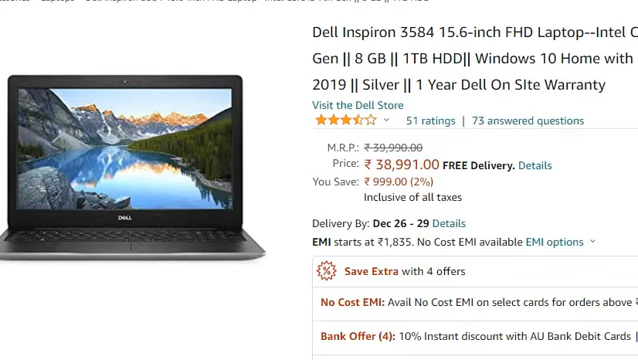 Dell Inspiron 3584 15.6-inch FHD Laptop--Intel
Gen || 8 GB || 1TB HDD|| Windows 10 Home with
2019 || Silver || 1 Year Dell On SIte Warranty
Visit the Dell Store
51 ratings | 73 answered questions
M.R.P.: ₹ 39,990.00
Price: ₹ 38,991.00 FREE Delivery. Details
You Save: ₹ 999.00 (2%)
Inclusive of all taxes
Delivery By: Dec 26 - 29 Details
EMI starts at ₹1,835. No Cost EMI available EMI options
Save Extra with 4 offers
No Cost EMI: Avail No Cost EMI on select cards for orders above
Bank Offer (4): 10% Instant discount with AU Bank Debit Cards |
DELL